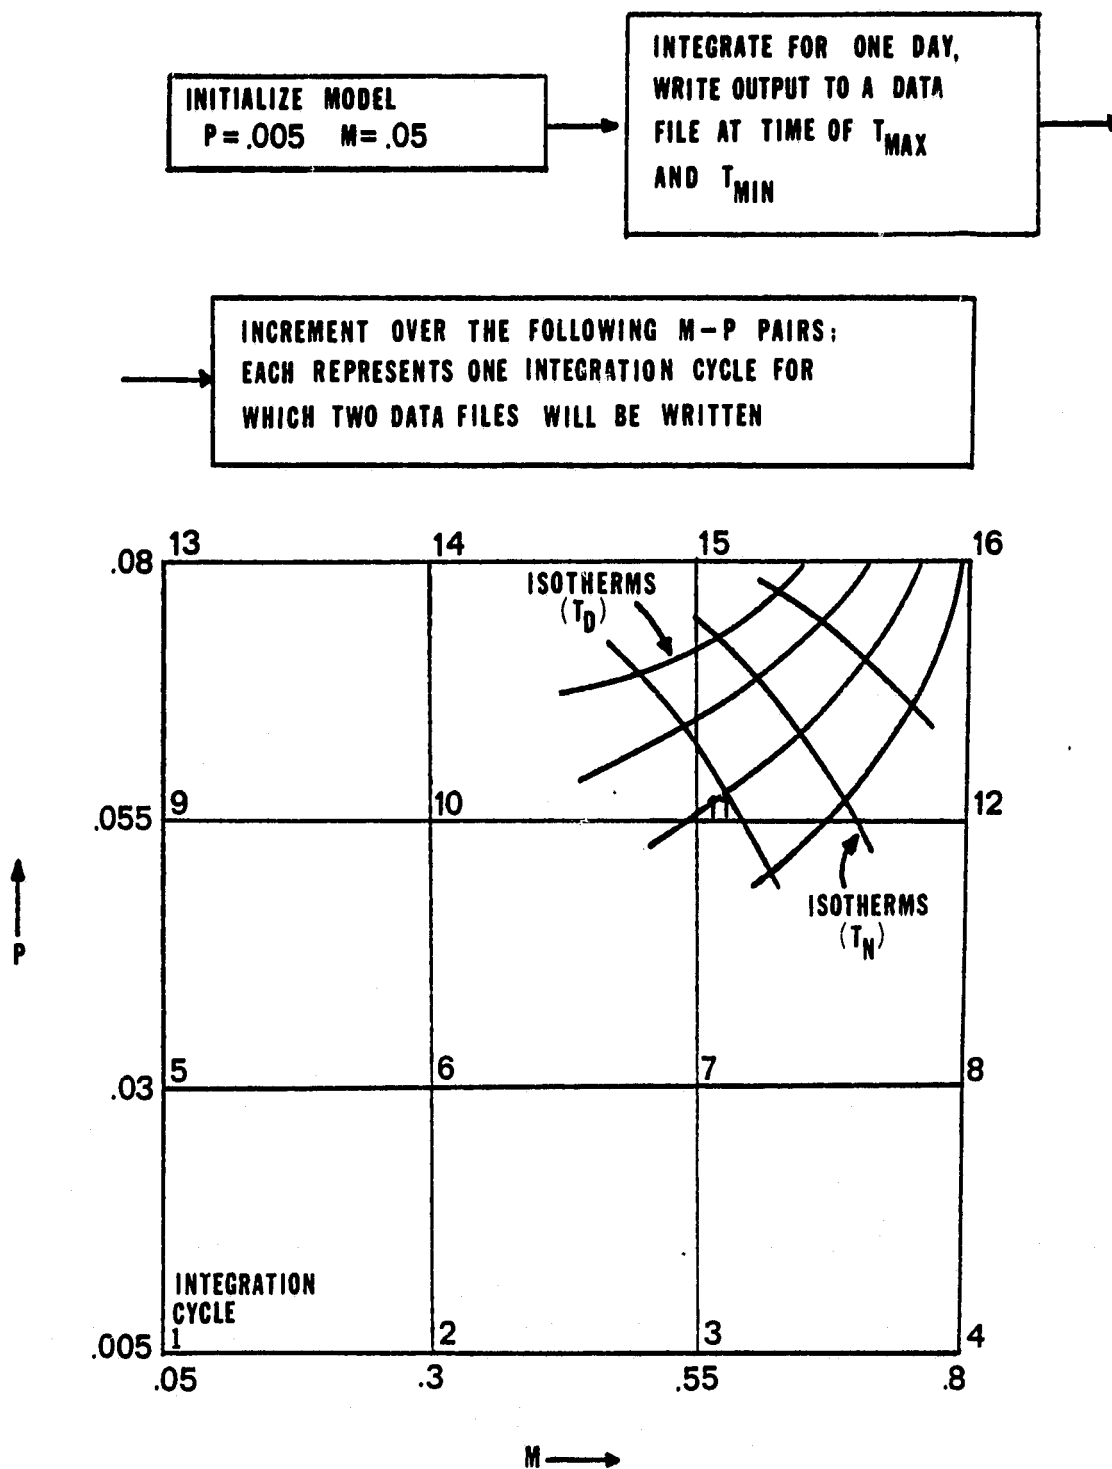 INITIALIZE MODEL
P=.005 M=.05
INTEGRATE FOR ONE DAY,
WRITE OUTPUT TO A DATA
FILE AT TIME OF TMAX
AND TMIN
INCREMENT OVER THE FOLLOWING M-P PAIRS;
EACH REPRESENTS ONE INTEGRATION CYCLE FOR
WHICH TWO DATA FILES WILL BE WRITTEN
13 14 15 16
.08
ISOTHERMS
(TD)
9 10 11 12
.055
ISOTHERMS
(TN)
P
5 6 7 8
.03
INTEGRATION
CYCLE
1 2 3 4
.005
.05 .3 .55 .8
M